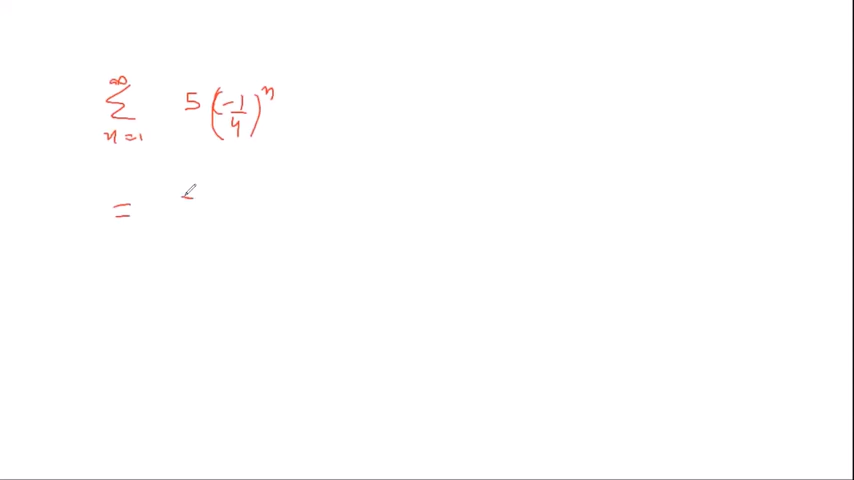 ∞
Σ 5(-1/4)^n
n=1
=